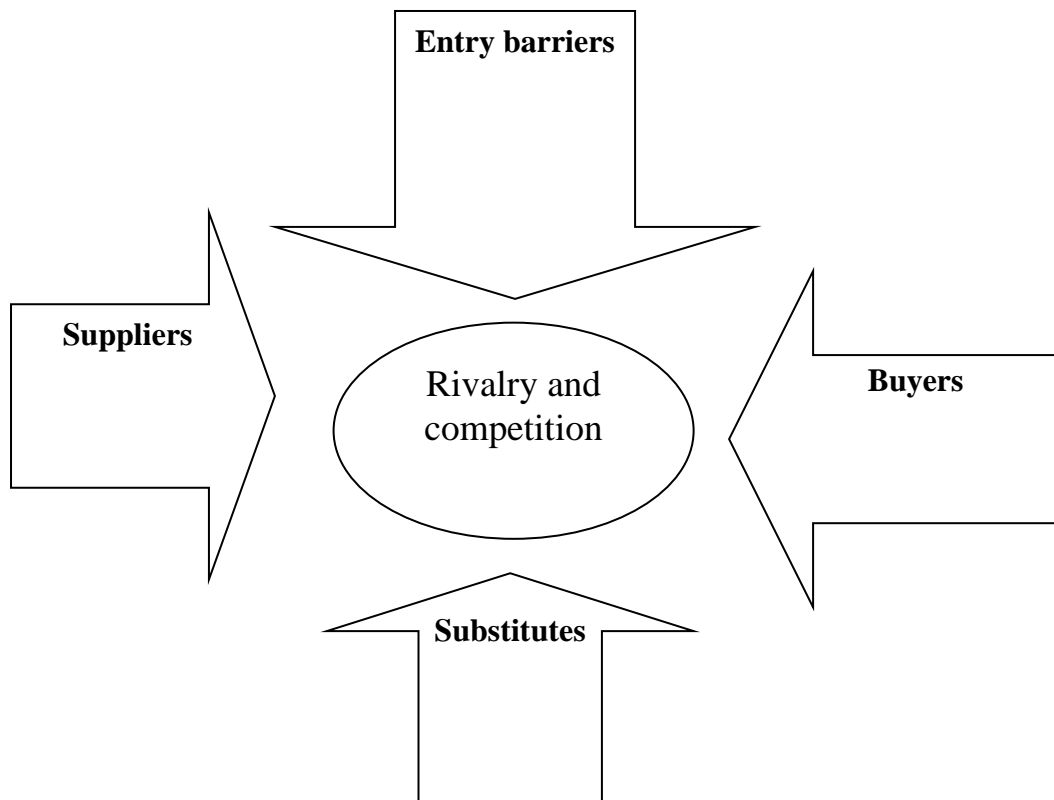 Entry barriers
Suppliers
Rivalry and
competition
Buyers
Substitutes